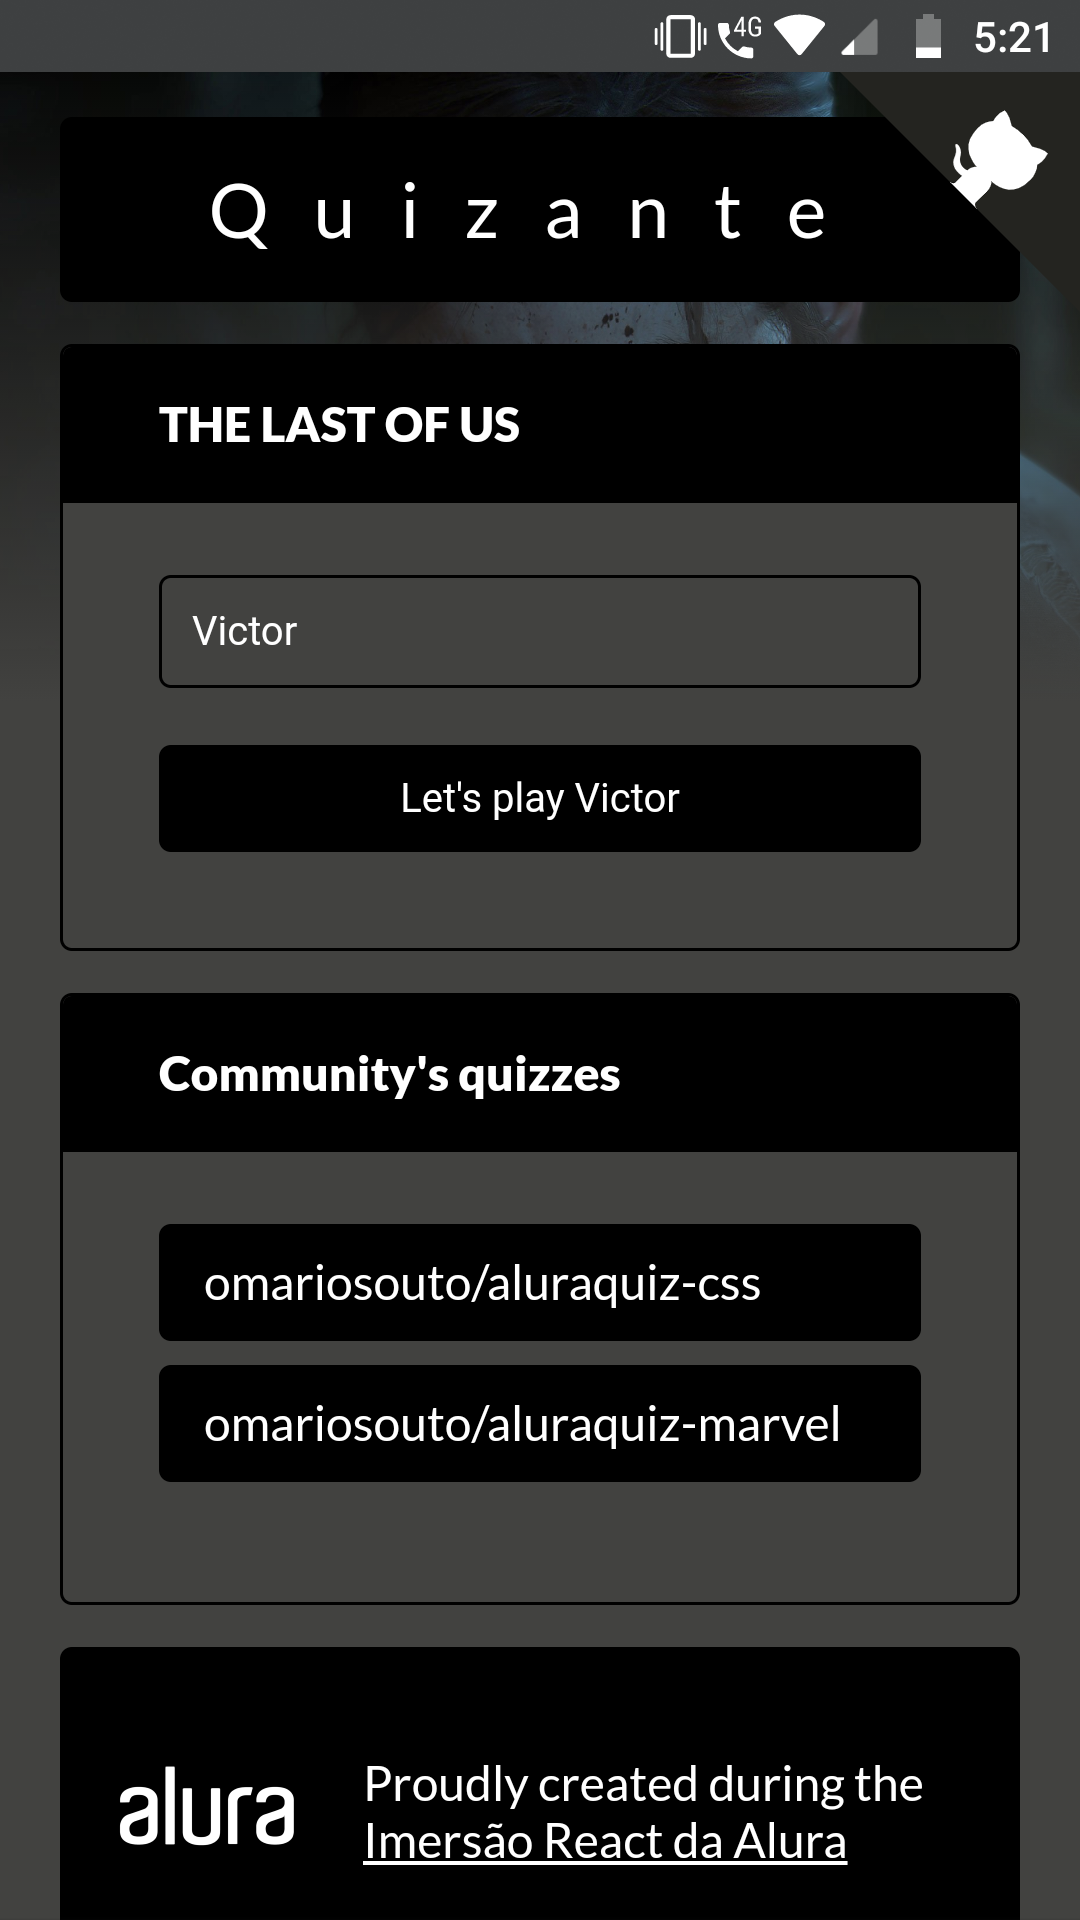 4G 5:21
Quizante
THE LAST OF US
Victor
Let's play Victor
Community's quizzes
omariosouto/aluraquiz-css
omariosouto/aluraquiz-marvel
alura
Proudly created during the
Imersão React da Alura